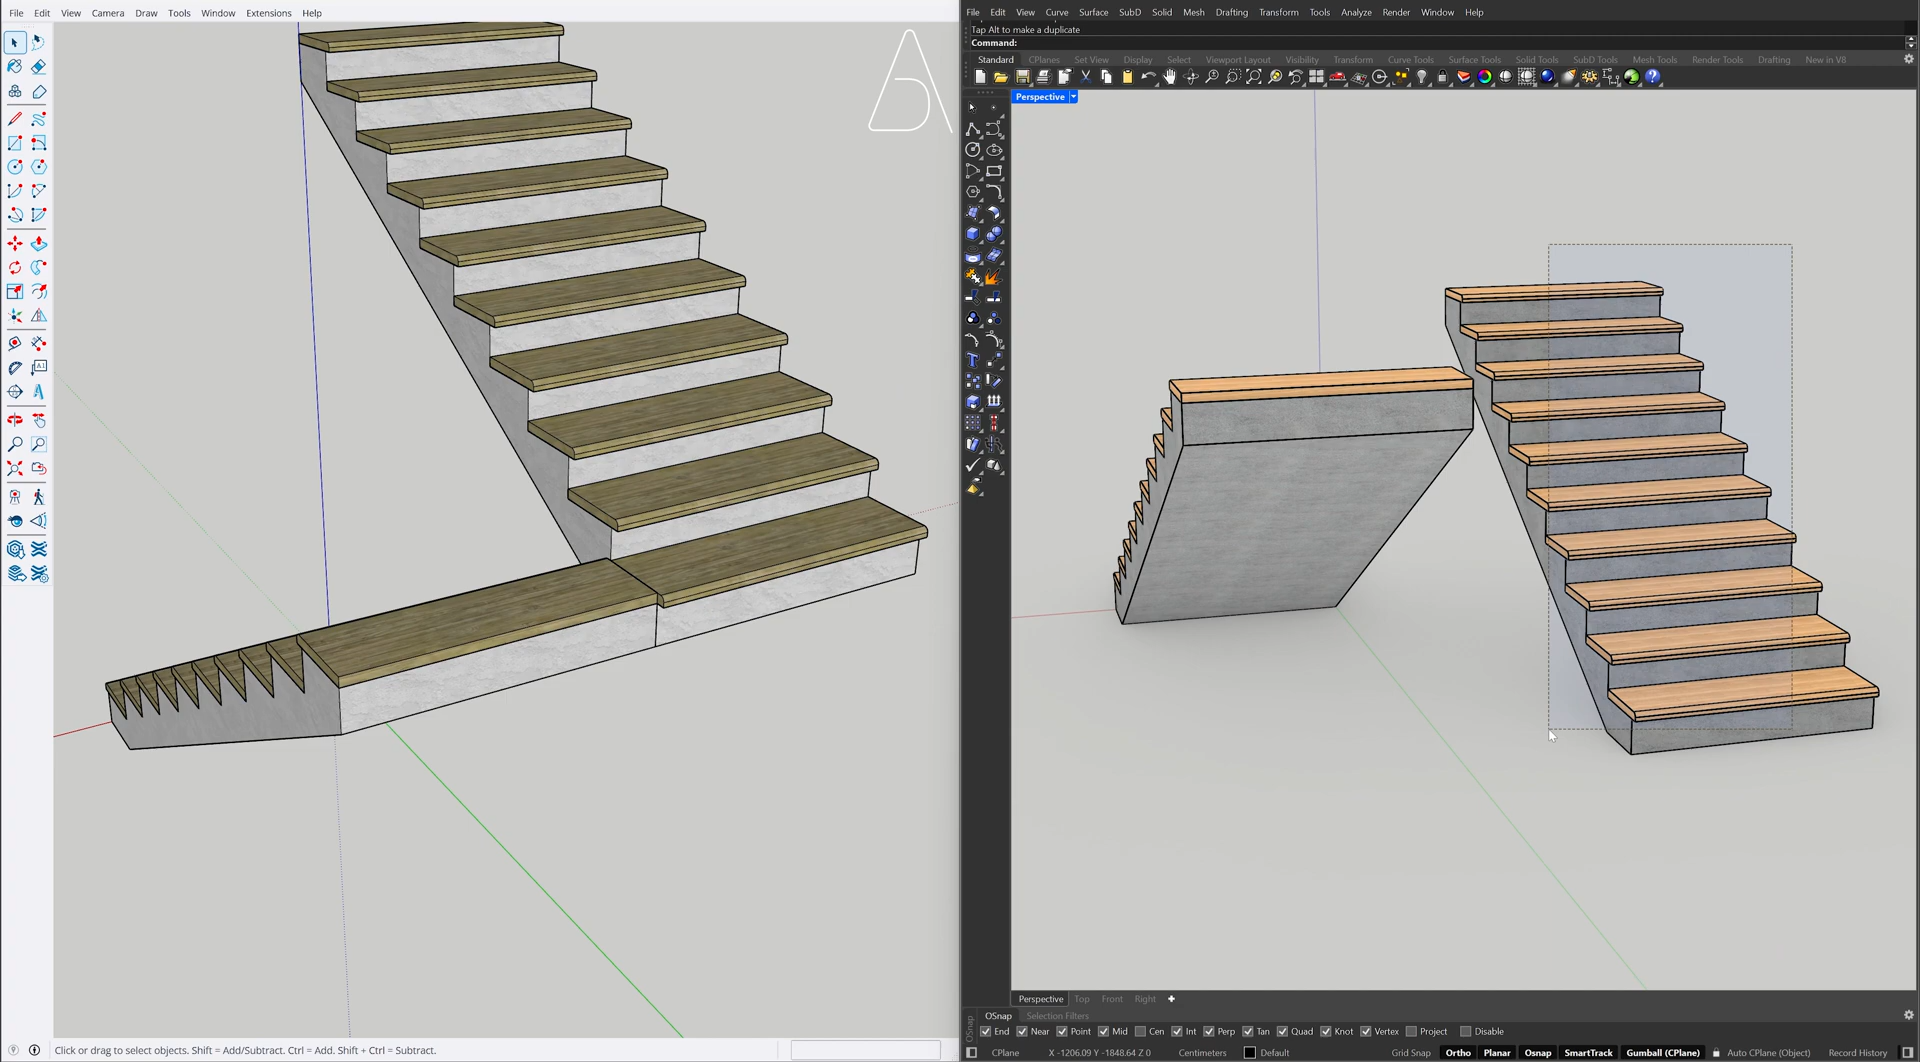 File Edit View Camera Draw Tools Window Extensions Help
File Edit View Curve Surface SubD Solid Mesh Drafting Transform Tools Analyze Render Window Help
Tap Alt to make a duplicate
Command:
Standard CPlanes Set View Display Select Viewport Layout Visibility Transform Curve Tools Surface Tools Solid Tools SubD Tools Mesh Tools Render Tools Drafting New in V8
Perspective
Perspective Top Front Right
OSnap Selection Filters
OSnap
End Near Point Mid Cen Int Perp Tan Quad Knot Vertex Project Disable
Click or drag to select objects. Shift = Add/Subtract. Ctrl = Add. Shift + Ctrl = Subtract.
CPlane X -1206.09 Y -1848.64 Z 0 Centimeters Default Grid Snap Ortho Planar Osnap SmartTrack Gumball (CPlane) Auto CPlane (Object) Record History